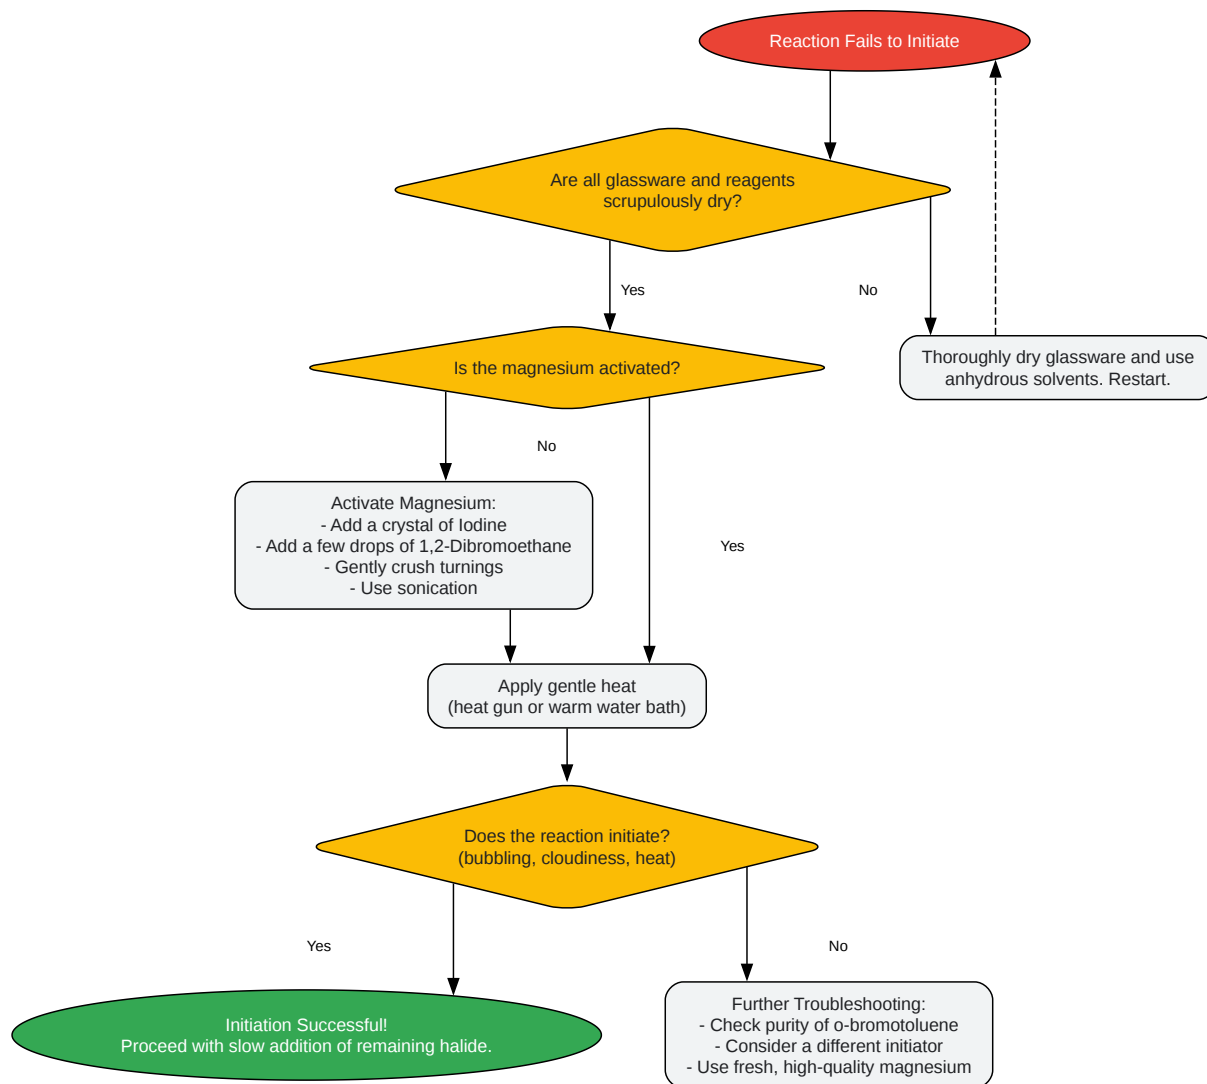 Reaction Fails to Initiate
Are all glassware and reagents
scrupulously dry?
Yes
No
Thoroughly dry glassware and use
anhydrous solvents. Restart.
Is the magnesium activated?
No
Activate Magnesium:
- Add a crystal of Iodine
- Add a few drops of 1,2-Dibromoethane
- Gently crush turnings
- Use sonication
Yes
Apply gentle heat
(heat gun or warm water bath)
Does the reaction initiate?
(bubbling, cloudiness, heat)
Yes
No
Initiation Successful!
Proceed with slow addition of remaining halide.
Further Troubleshooting:
- Check purity of o-bromotoluene
- Consider a different initiator
- Use fresh, high-quality magnesium